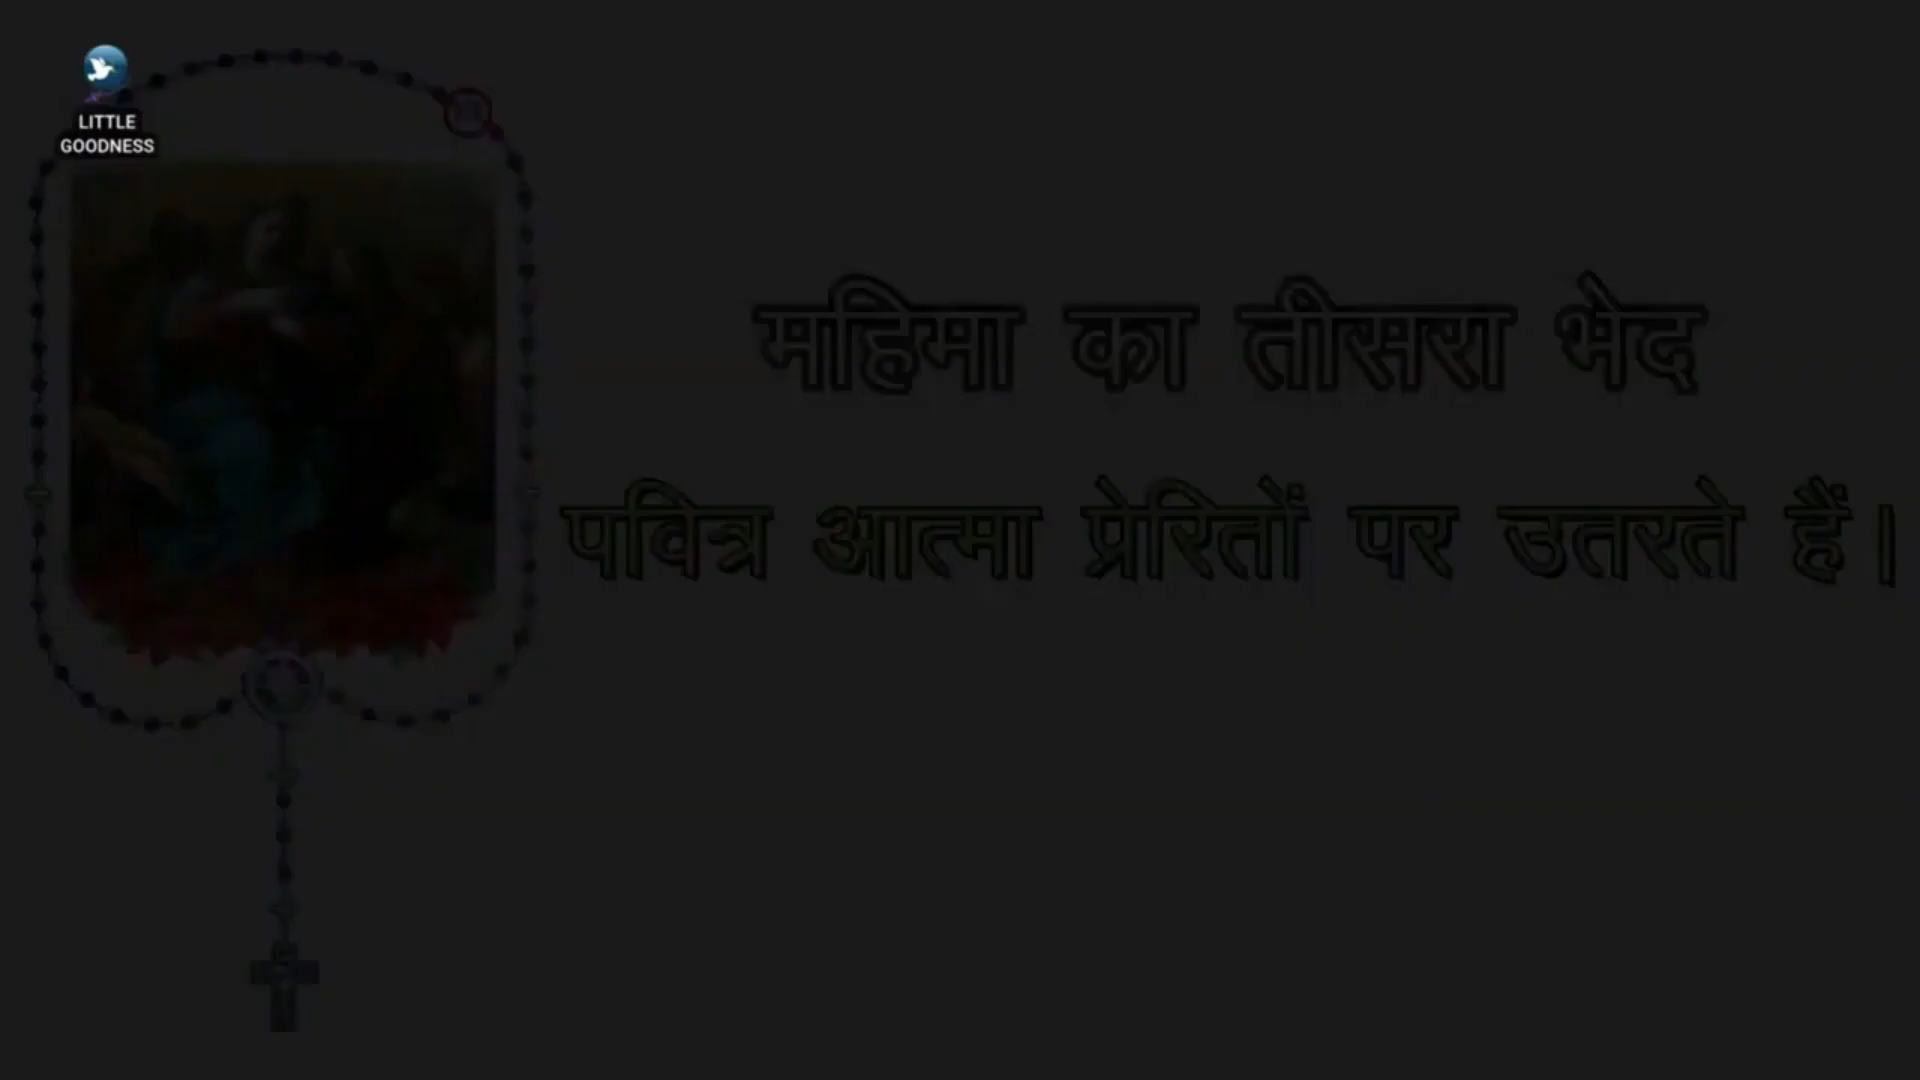 LITTLE
GOODNESS
महिमा का तीसरा भेद
पवित्र आत्मा प्रेरितों पर उतरते हैं।